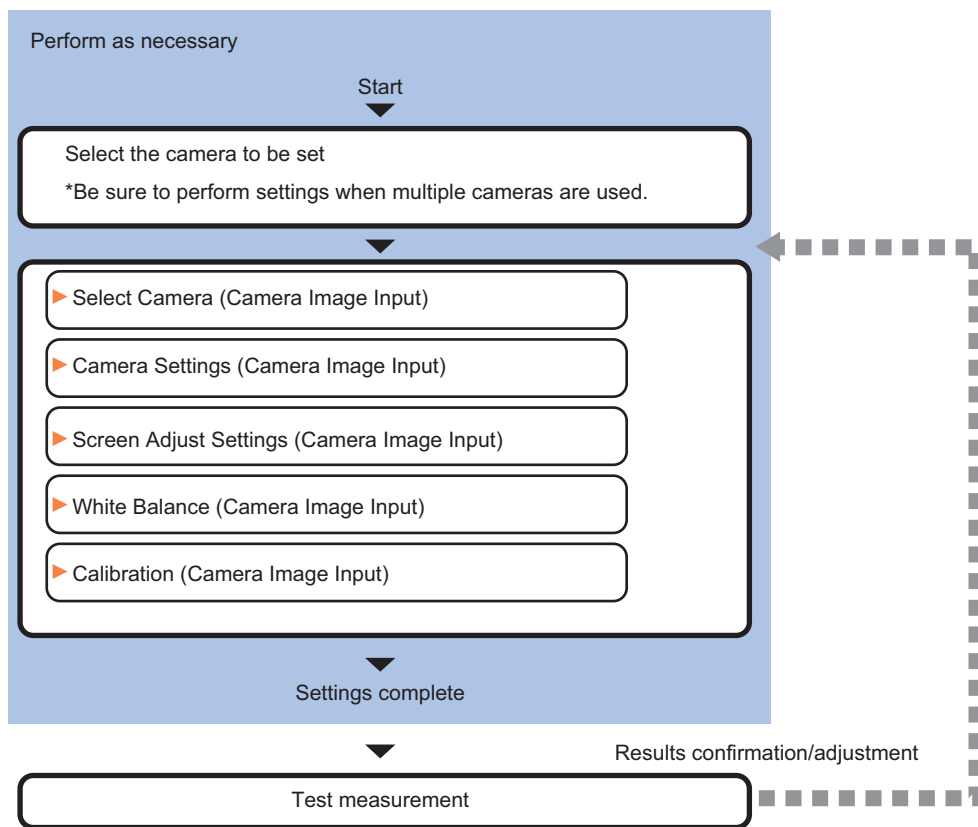 Perform as necessary
Start
Select the camera to be set
*Be sure to perform settings when multiple cameras are used.
Select Camera (Camera Image Input)
Camera Settings (Camera Image Input)
Screen Adjust Settings (Camera Image Input)
White Balance (Camera Image Input)
Calibration (Camera Image Input)
Settings complete
Results confirmation/adjustment
Test measurement